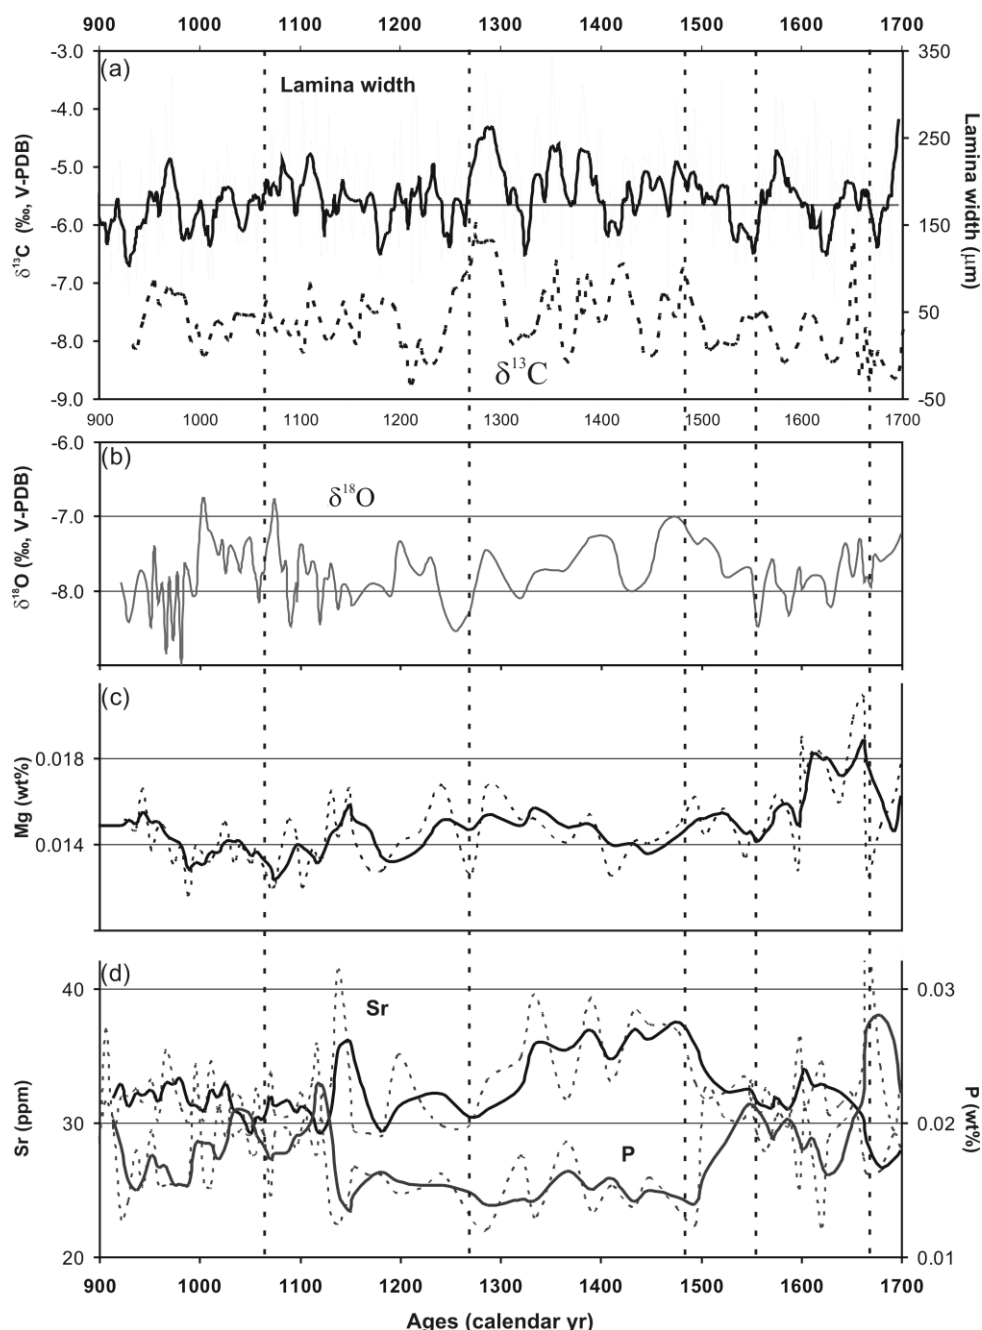 900 1000 1100 1200 1300 1400 1500 1600 1700
(a)
Lamina width
-3.0
-4.0
-5.0
-6.0
-7.0
-8.0
-9.0
δ13C (‰, V-PDB)
350
250
150
50
-50
Lamina width (μm)
δ13C
900 1000 1100 1200 1300 1400 1500 1600 1700
(b)
δ18O
-6.0
-7.0
-8.0
δ18O (‰, V-PDB)
(c)
0.018
0.014
Mg (wt%)
(d)
Sr
P
40
30
20
Sr (ppm)
0.03
0.02
0.01
P (wt%)
900 1000 1100 1200 1300 1400 1500 1600 1700
Ages (calendar yr)